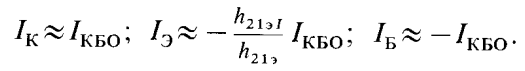 I_К ≈ I_КБО; I_Э ≈ − h_21эI / h_21э I_КБО; I_Б ≈ − I_КБО.